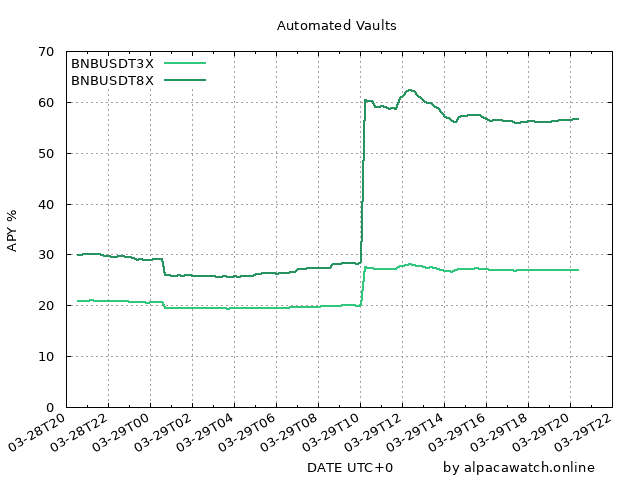 Automated Vaults
70
60
50
40
30
20
10
0
APY %
BNBUSDT3X
BNBUSDT8X
03-28T20
03-28T22
03-29T00
03-29T02
03-29T04
03-29T06
03-29T08
03-29T10
03-29T12
03-29T14
03-29T16
03-29T18
03-29T20
03-29T22
DATE UTC+0
by alpacawatch.online